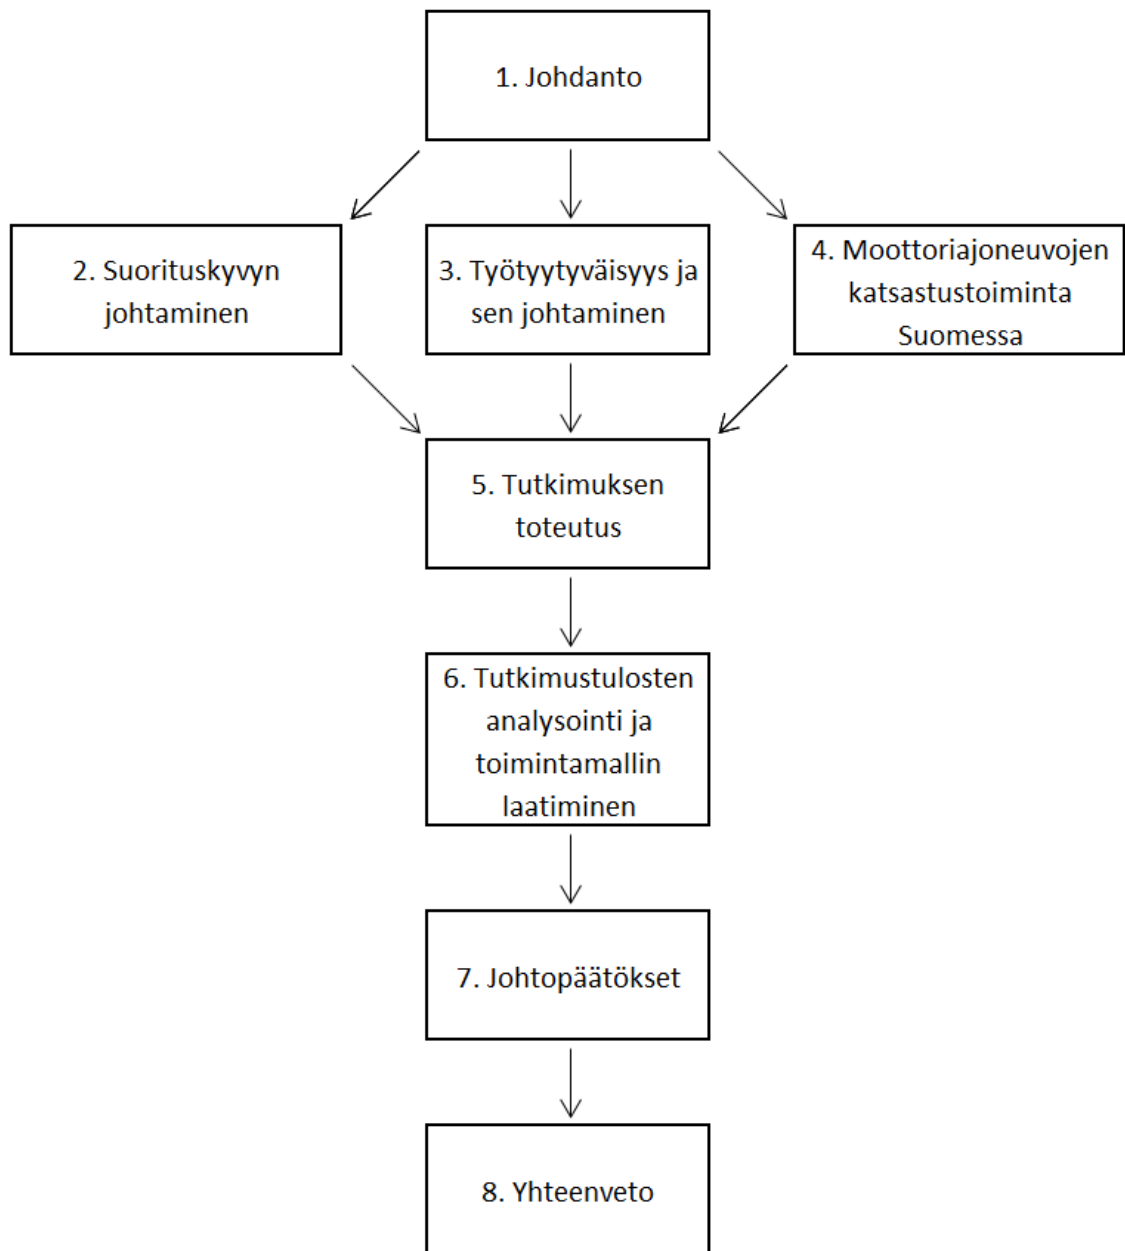 1. Johdanto
2. Suorituskyvyn
johtaminen
3. Työtyytyväisyys ja
sen johtaminen
4. Moottoriajoneuvojen
katsastustoiminta
Suomessa
5. Tutkimuksen
toteutus
6. Tutkimustulosten
analysointi ja
toimintamallin
laatiminen
7. Johtopäätökset
8. Yhteenveto